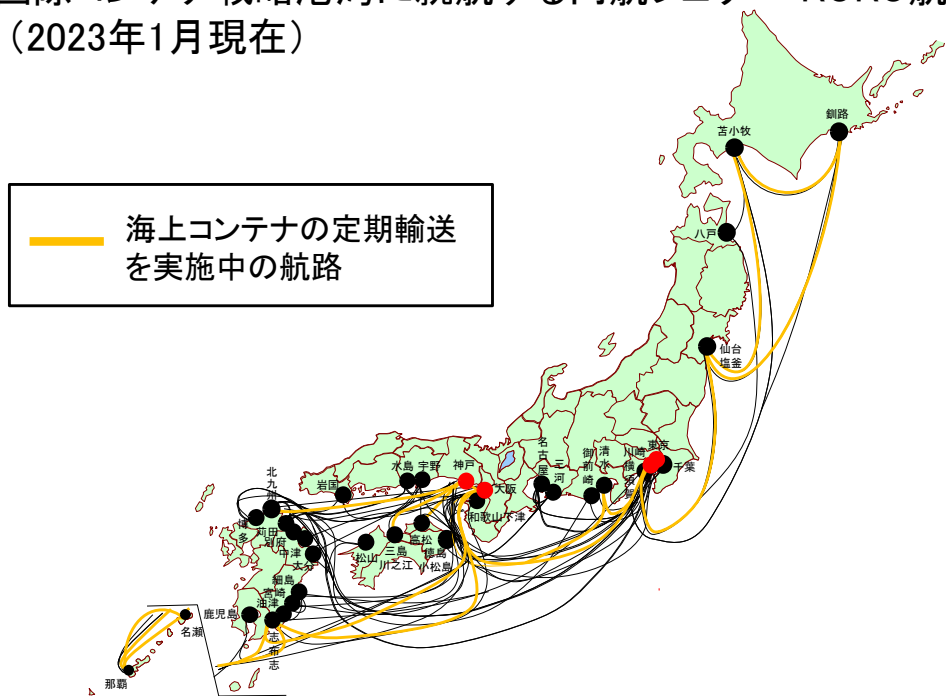 （2023年1月現在）
海上コンテナの定期輸送
を実施中の航路
釧路
苫小牧
八戸
仙台
塩釜
東京
川崎
千葉
清水
御前崎
名古屋
三河
神戸
大阪
和歌山下津
水島
宇野
岩国
北九州
博多
苅田
別府
中津
大分
松山
三島
川之江
高松
徳島
小松島
細島
宮崎
油津
志布志
鹿児島
名瀬
那覇